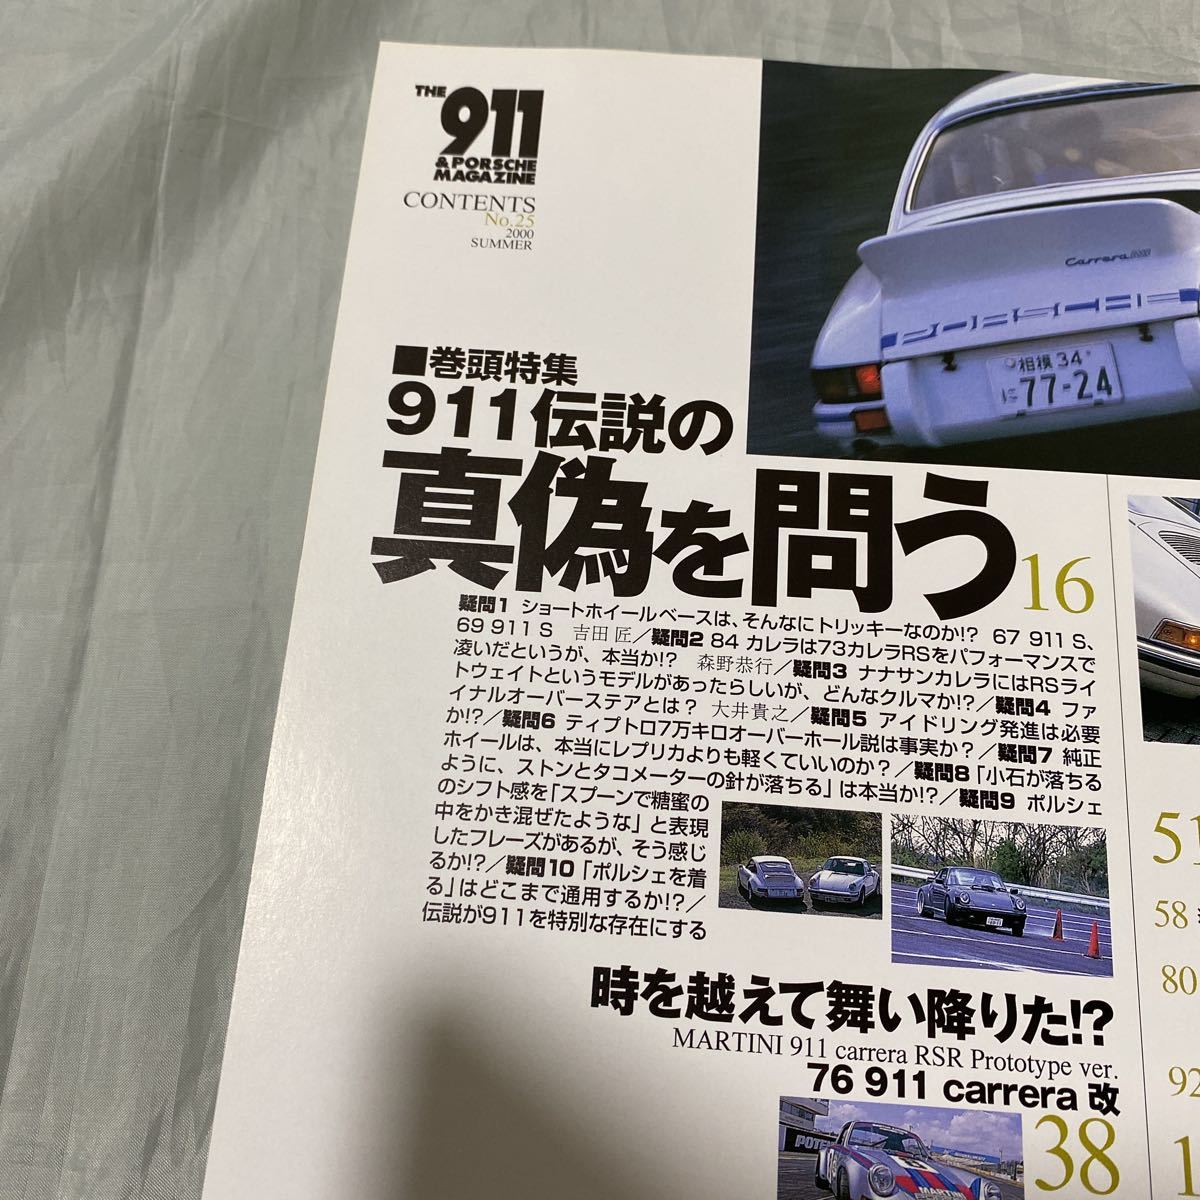 THE
911
& PORSCHE
MAGAZINE
CONTENTS
No.25
2000
SUMMER
Carrera
PORSCHE
相模 34
に 77-24
■巻頭特集
911伝説の
真偽を問う 16
疑問1 ショートホイールベースは、そんなにトリッキーなのか!? 67 911 S、
69 911 S 吉田 匠／疑問2 84 カレラは73カレラRSをパフォーマンスで
凌いだというが、本当か!? 森野恭行／疑問3 ナナサンカレラにはRSライ
トウェイトというモデルがあったらしいが、どんなクルマか!?／疑問4 ファ
イナルオーバーステアとは? 大井貴之／疑問5 アイドリング発進は必要
か!?／疑問6 ティプトロ7万キロオーバーホール説は事実か?／疑問7 純正
ホイールは、本当にレプリカよりも軽くていいのか?／疑問8 「小石が落ちる
ように、ストンとタコメーターの針が落ちる」は本当か!?／疑問9 ポルシェ
のシフト感を「スプーンで糖蜜の
中をかき混ぜたような」と表現
したフレーズがあるが、そう感じ
るか!?／疑問10 「ポルシェを着
る」はどこまで通用するか!?／
伝説が911を特別な存在にする
時を越えて舞い降りた!?
MARTINI 911 carrera RSR Prototype ver.
76 911 carrera 改
38
MARTINI
51
58
80
92
1